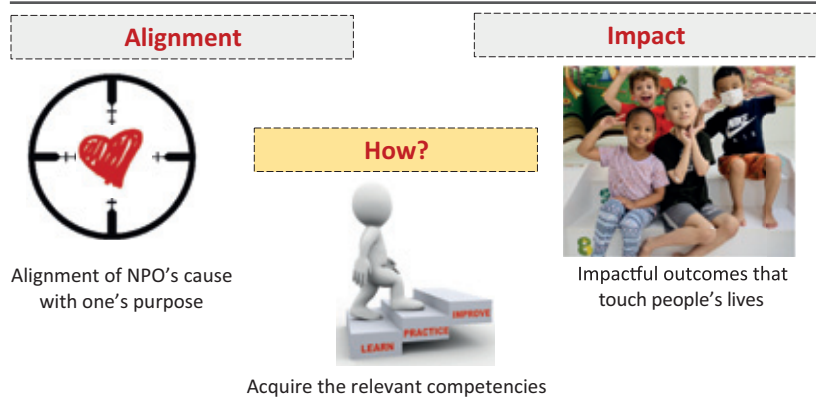 Alignment
Impact
How?
Alignment of NPO's cause
with one's purpose
LEARN
PRACTICE
IMPROVE
NIKE
Impactful outcomes that
touch people's lives
Acquire the relevant competencies